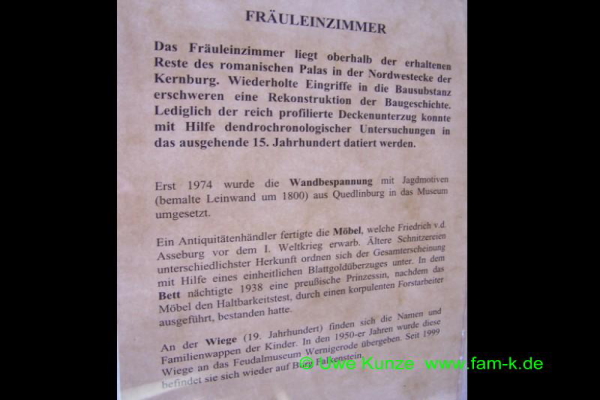 FRÄULEINZIMMER
Das Fräuleinzimmer liegt oberhalb der erhaltenen
Reste des romanischen Palas in der Nordwestecke der
Kernburg. Wiederholte Eingriffe in die Bausubstanz
erschweren eine Rekonstruktion der Baugeschichte.
Lediglich der reich profilierte Deckenunterzug konnte
mit Hilfe dendrochronologischer Untersuchungen in
das ausgehende 15. Jahrhundert datiert werden.
Erst 1974 wurde die Wandbespannung mit Jagdmotiven
(bemalte Leinwand um 1800) aus Quedlinburg in das Museum
umgesetzt.
Ein Antiquitätenhändler fertigte die Möbel, welche Friedrich v.d.
Asseburg vor dem I. Weltkrieg erwarb. Ältere Schnitzereien
unterschiedlichster Herkunft ordnen sich der Gesamterscheinung
mit Hilfe eines einheitlichen Blattgoldüberzuges unter. In dem
Bett nächtigte 1938 eine preußische Prinzessin, nachdem das
Möbel den Haltbarkeitstest, durch einen korpulenten Forstarbeiter
ausgeführt, bestanden hatte.
An der Wiege (19. Jahrhundert) finden sich die Namen und
Familienwappen der Kinder. In den 1950-er Jahren wurde diese
Wiege an das Feudalmuseum Wernigerode übergeben. Seit 1999
befindet sie sich wieder auf Burg Falkenstein.
© Uwe Kunze www.fam-k.de